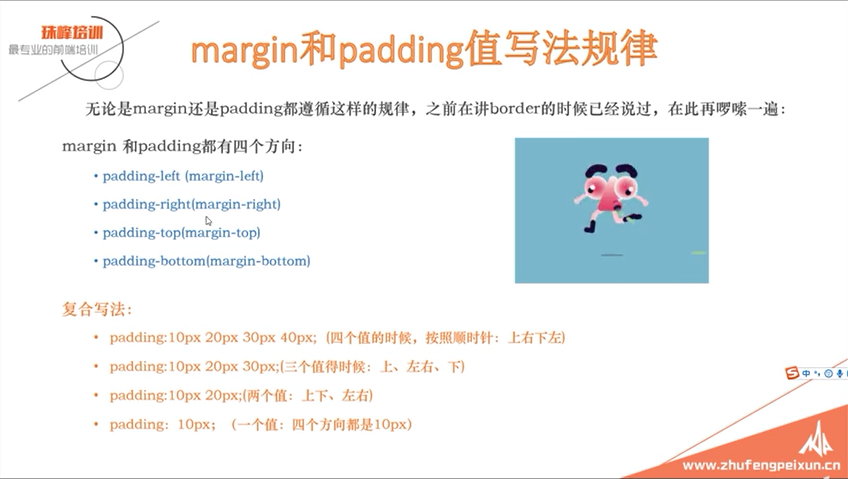 珠峰培训
最专业的前端培训
margin和padding值写法规律
无论是margin还是padding都遵循这样的规律，之前在讲border的时候已经说过，在此再啰嗦一遍：
margin 和padding都有四个方向：
• padding-left (margin-left)
• padding-right(margin-right)
• padding-top(margin-top)
• padding-bottom(margin-bottom)
复合写法：
• padding:10px 20px 30px 40px;（四个值的时候，按照顺时针：上右下左）
• padding:10px 20px 30px;(三个值得时候：上、左右、下)
• padding:10px 20px;(两个值：上下、左右)
• padding：10px；（一个值：四个方向都是10px）
中
www.zhufengpeixun.cn